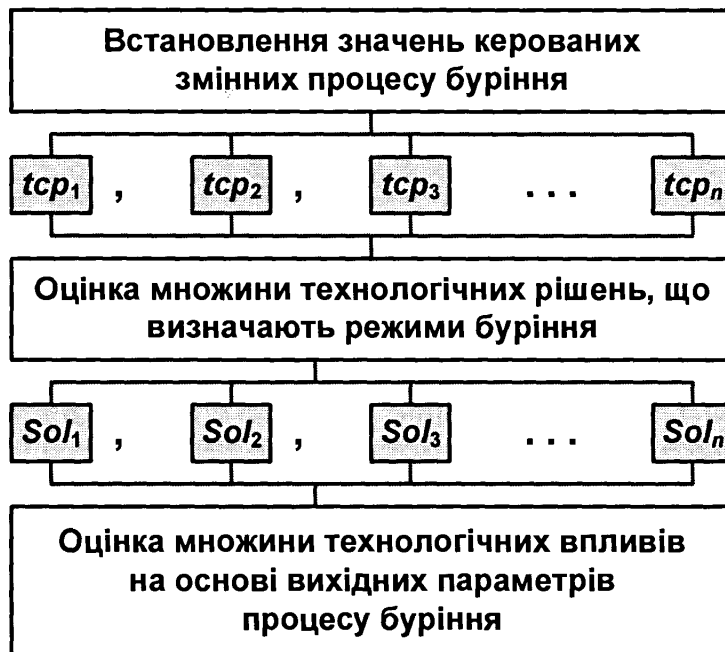 Встановлення значень керованих
змінних процесу буріння
tcp₁ , tcp₂ , tcp₃ . . . tcpₙ
Оцінка множини технологічних рішень, що
визначають режими буріння
Sol₁ , Sol₂ , Sol₃ . . . Solₙ
Оцінка множини технологічних впливів
на основі вихідних параметрів
процесу буріння